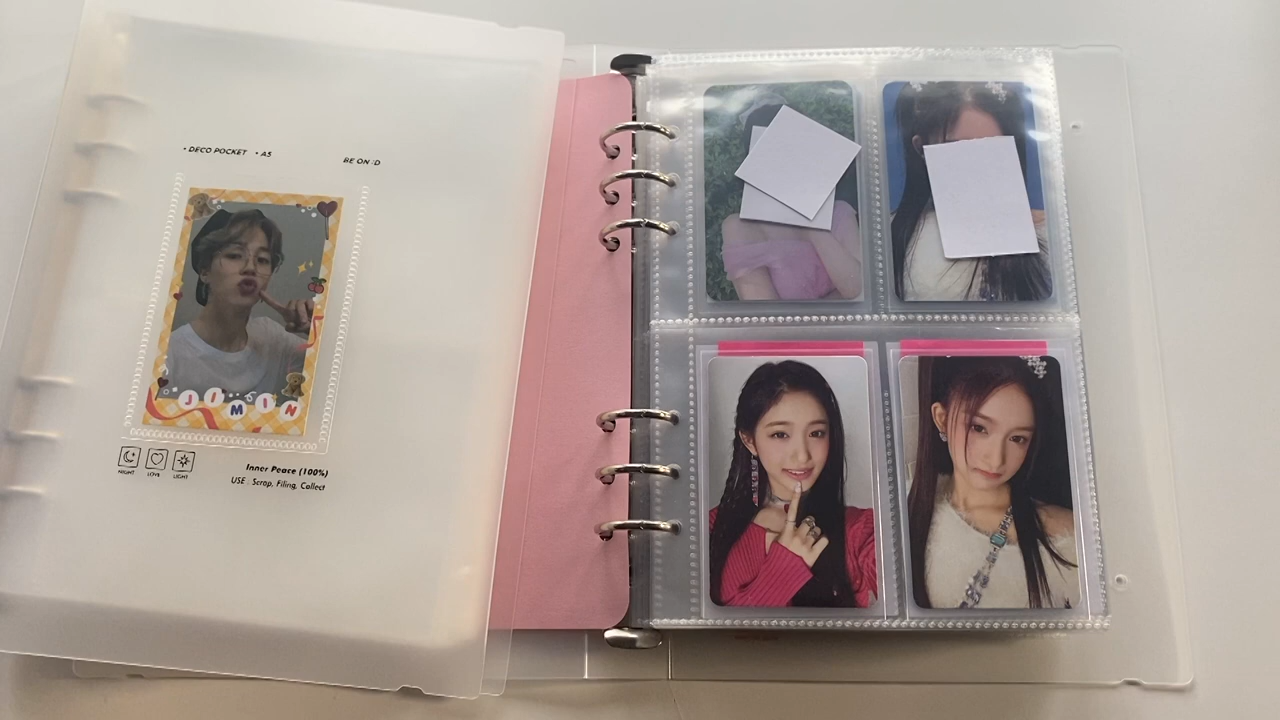 • DECO POCKET • A5
BE ON :D
JIMIN
NIGHT LOVE LIGHT
Inner Peace (100%)
USE . Scrap, Filing, Collect